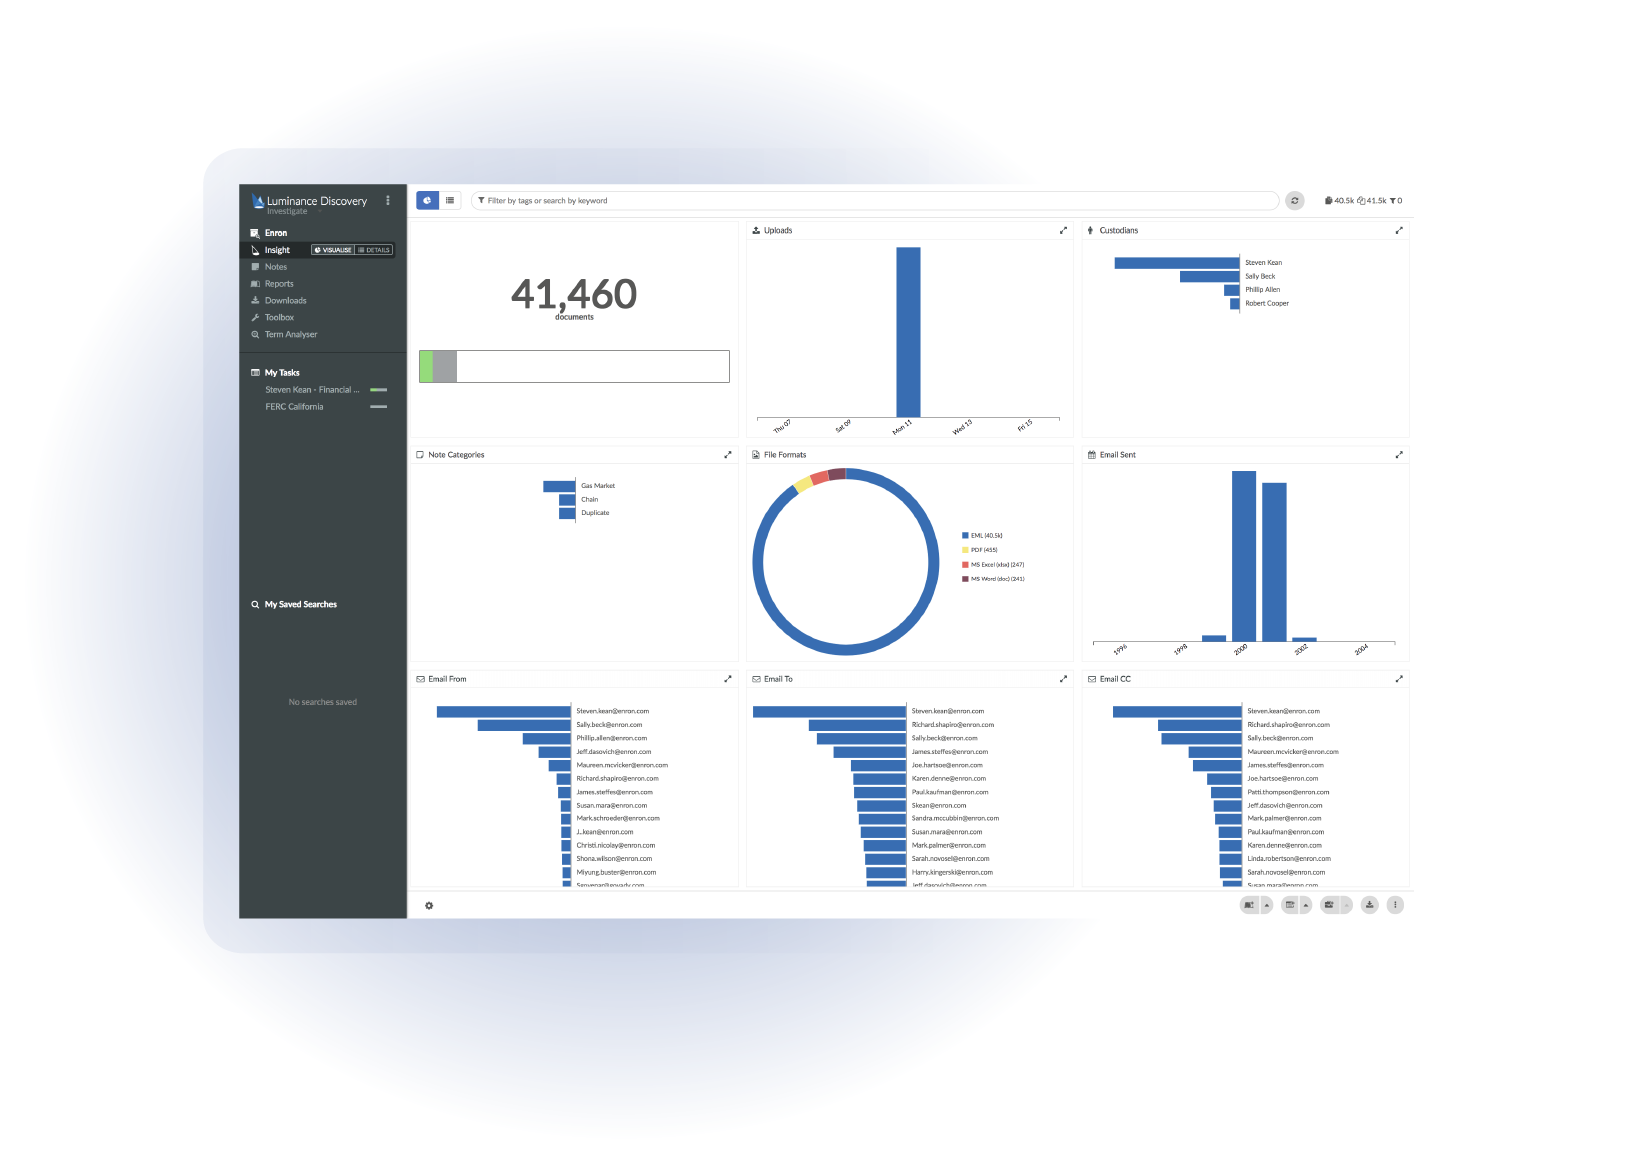 Luminance Discovery
Investigate
Enron
Insight
VISUALISE
DETAILS
Notes
Reports
Downloads
Toolbox
Term Analyser
My Tasks
Steven Kean - Financial ...
FERC California
My Saved Searches
No searches saved
Filter by tags or search by keyword
40.5k 41.5k 0
41,460
documents
Uploads
Thu 07 Sat 09 Mon 11 Wed 13 Fri 15
Custodians
Steven Kean
Sally Beck
Phillip Allen
Robert Cooper
Note Categories
Gas Market
Chain
Duplicate
File Formats
EML (40.5k)
PDF (455)
MS Excel (xlsx) (247)
MS Word (doc) (241)
Email Sent
1996 1998 2000 2002 2004
Email From
Steven.kean@enron.com
Sally.beck@enron.com
Phillip.allen@enron.com
Jeff.dasovich@enron.com
Maureen.mcvicker@enron.com
Richard.shapiro@enron.com
James.steffes@enron.com
Susan.mara@enron.com
Mark.schroeder@enron.com
J..kean@enron.com
Christi.nicolay@enron.com
Shona.wilson@enron.com
Miyung.buster@enron.com
Email To
Steven.kean@enron.com
Richard.shapiro@enron.com
Sally.beck@enron.com
James.steffes@enron.com
Joe.hartsoe@enron.com
Karen.denne@enron.com
Paul.kaufman@enron.com
Skean@enron.com
Sandra.mccubbin@enron.com
Susan.mara@enron.com
Mark.palmer@enron.com
Sarah.novosel@enron.com
Harry.kingerski@enron.com
Jeff.dasovich@enron.com
Email CC
Steven.kean@enron.com
Richard.shapiro@enron.com
Sally.beck@enron.com
Maureen.mcvicker@enron.com
James.steffes@enron.com
Joe.hartsoe@enron.com
Patti.thompson@enron.com
Jeff.dasovich@enron.com
Mark.palmer@enron.com
Paul.kaufman@enron.com
Karen.denne@enron.com
Linda.robertson@enron.com
Sarah.novosel@enron.com
Susan.mara@enron.com